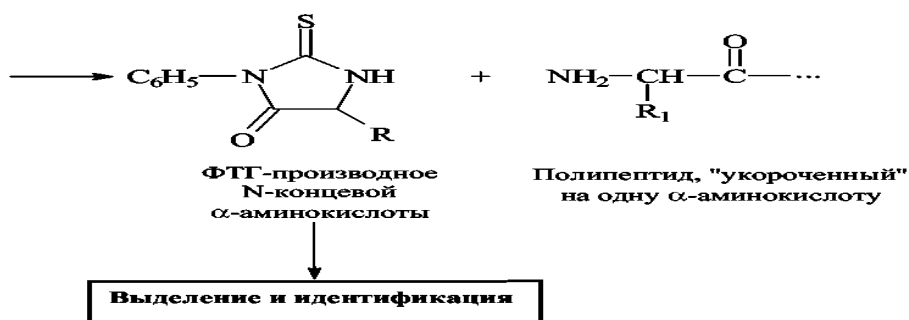 S
C₆H₅—N NH + NH₂—CH—C—...
O
O R R₁
ФТГ-производное
N-концевой
α-аминокислоты
Полипептид, "укороченный"
на одну α-аминокислоту
Выделение и идентификация